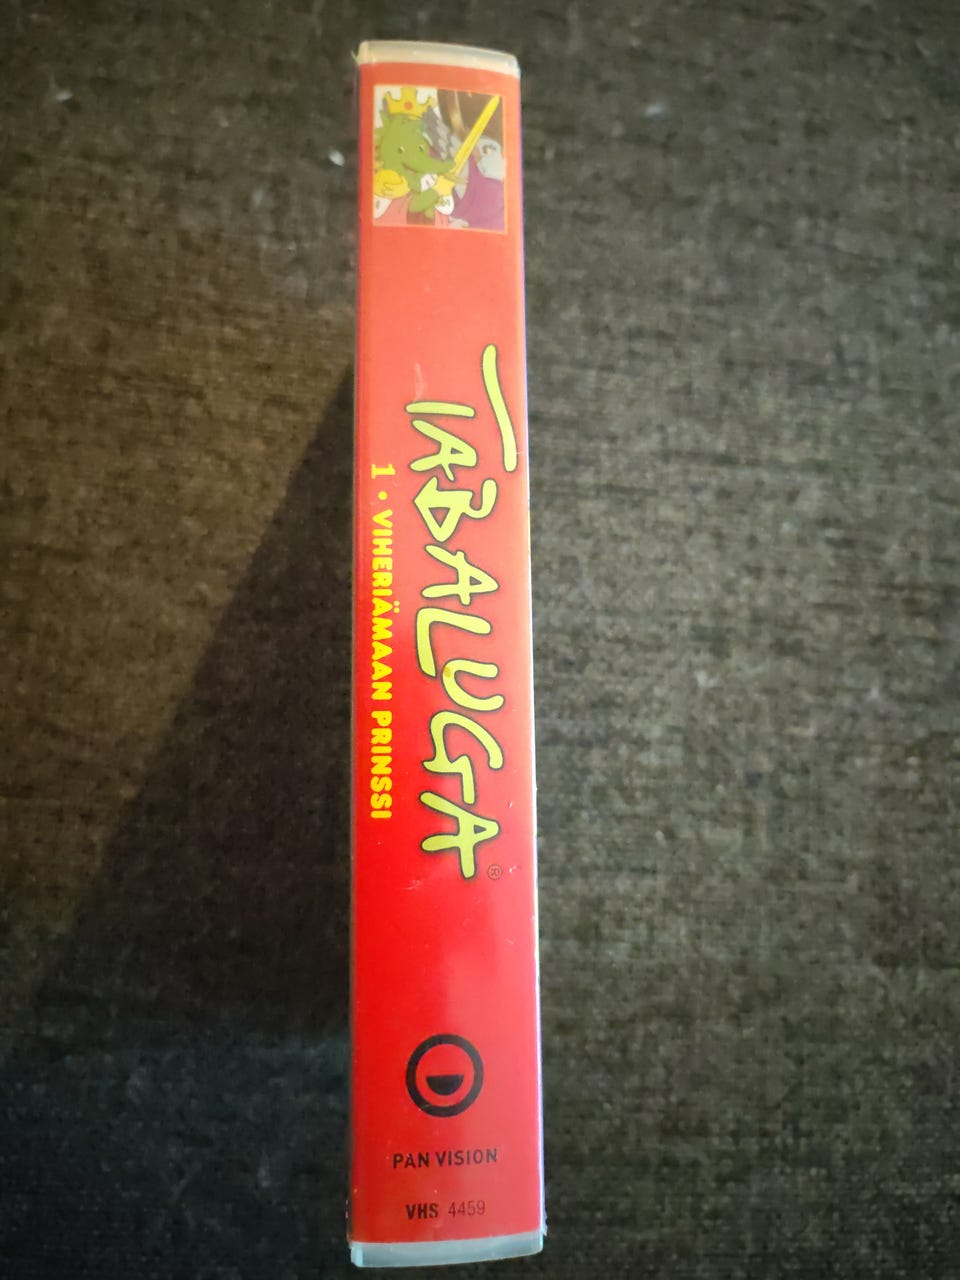 TABALUGA®
1 • VIHERIÄMAAN PRINSSI
PAN VISION
VHS 4459